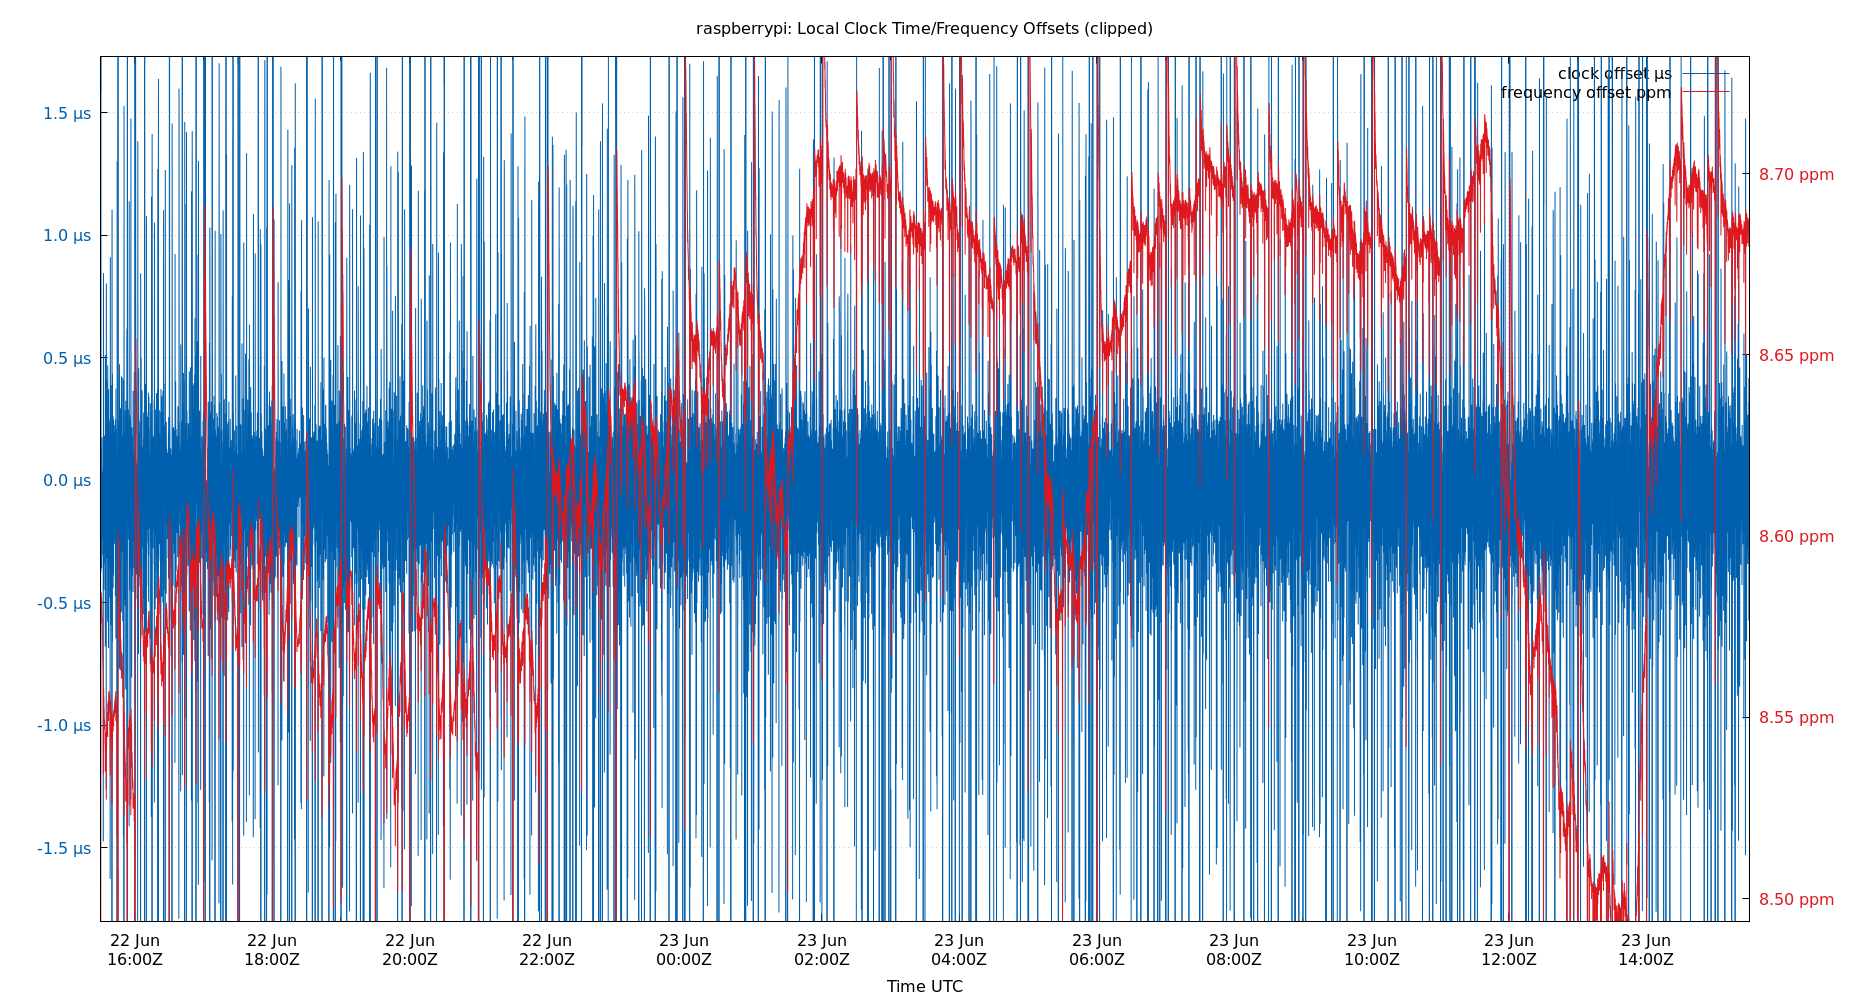 raspberrypi: Local Clock Time/Frequency Offsets (clipped)
clock offset µs
frequency offset ppm
1.5 µs
1.0 µs
0.5 µs
0.0 µs
-0.5 µs
-1.0 µs
-1.5 µs
8.70 ppm
8.65 ppm
8.60 ppm
8.55 ppm
8.50 ppm
22 Jun 22 Jun 22 Jun 22 Jun 23 Jun 23 Jun 23 Jun 23 Jun 23 Jun 23 Jun 23 Jun 23 Jun
16:00Z 18:00Z 20:00Z 22:00Z 00:00Z 02:00Z 04:00Z 06:00Z 08:00Z 10:00Z 12:00Z 14:00Z
Time UTC